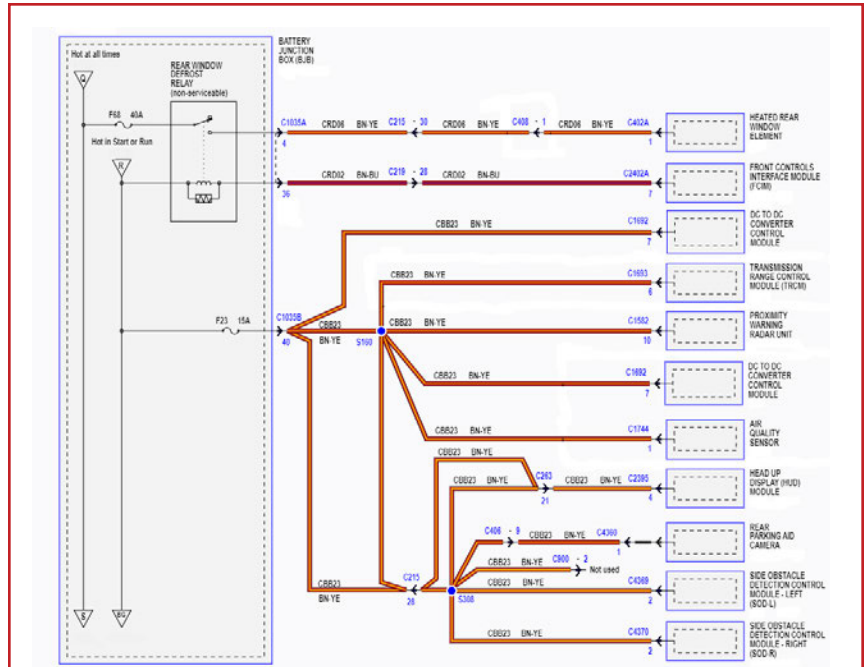 BATTERY
JUNCTION
BOX (BJB)
Hot at all times
REAR WINDOW
DEFROST
RELAY
(non-serviceable)
Q
F68 40A
Hot in Start or Run
R
C1035A
4
CRD06 BN-YE
C215 - 30
CRD06 BN-YE
C408 - 1
CRD06 BN-YE
C402A
1
HEATED REAR
WINDOW
ELEMENT
36
CRD02 BN-BU
C219 - 28
CRD02 BN-BU
C2402A
7
FRONT CONTROLS
INTERFACE MODULE
(FCIM)
CBB23 BN-YE
C1692
7
DC TO DC
CONVERTER
CONTROL
MODULE
CBB23 BN-YE
C1693
6
TRANSMISSION
RANGE CONTROL
MODULE (TRCM)
F23 15A
C1035B
40
CBB23
BN-YE
S160
CBB23 BN-YE
C1582
10
PROXIMITY
WARNING
RADAR UNIT
CBB23 BN-YE
C1692
7
DC TO DC
CONVERTER
CONTROL
MODULE
CBB23 BN-YE
C1744
1
AIR
QUALITY
SENSOR
CBB23 BN-YE
CBB23 BN-YE
C263
21
CBB23 BN-YE
C2395
4
HEAD UP
DISPLAY (HUD)
MODULE
C406 - 9
CBB23 BN-YE
C4360
1
REAR
PARKING AID
CAMERA
CBB23 BN-YE
C900 - 2
Not used
CBB23
BN-YE
C215
26
S308
CBB23 BN-YE
C4369
2
SIDE OBSTACLE
DETECTION CONTROL
MODULE - LEFT
(SOD-L)
CBB23 BN-YE
C4370
2
SIDE OBSTACLE
DETECTION CONTROL
MODULE - RIGHT
(SOD-R)
S
BG